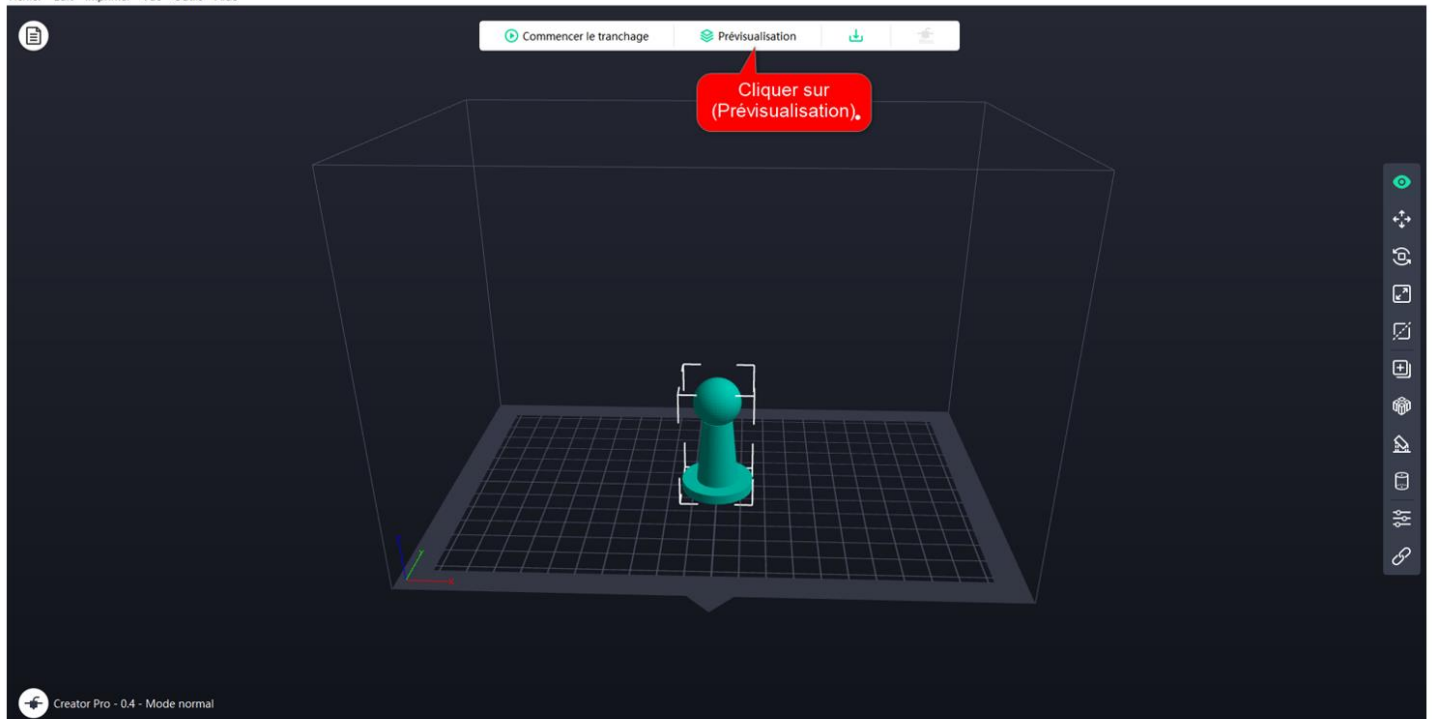 Commencer le tranchage
Prévisualisation
Cliquer sur
(Prévisualisation).
Creator Pro - 0.4 - Mode normal